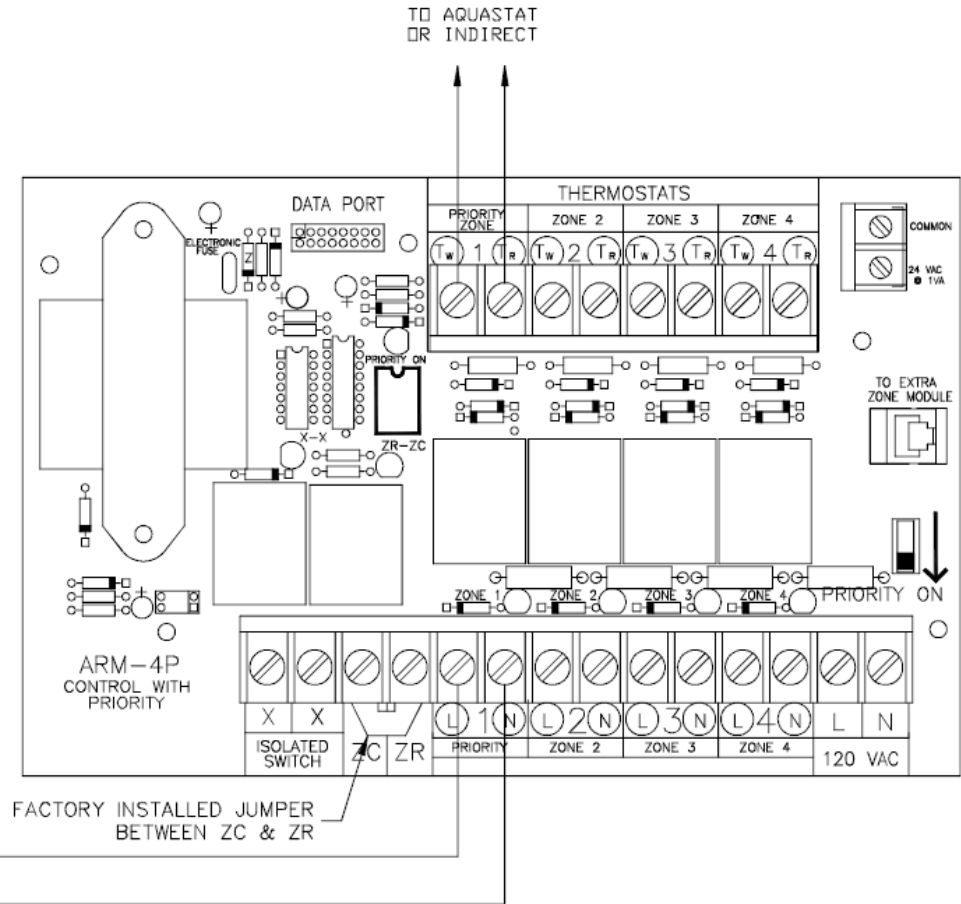 TO AQUASTAT
OR INDIRECT
THERMOSTATS
DATA PORT
PRIORITY
ZONE
ZONE 2
ZONE 3
ZONE 4
ELECTRONIC
FUSE
Z
TW 1 TR
TW 2 TR
TW 3 TR
TW 4 TR
COMMON
24 VAC
@ 1VA
PRIORITY ON
TO EXTRA
ZONE MODULE
X-X
ZR-ZC
ZONE 1
ZONE 2
ZONE 3
ZONE 4
PRIORITY ON
ARM-4P
CONTROL WITH
PRIORITY
X X
ISOLATED
SWITCH
ZC ZR
L 1 N
PRIORITY
L 2 N
ZONE 2
L 3 N
ZONE 3
L 4 N
ZONE 4
L N
120 VAC
FACTORY INSTALLED JUMPER
BETWEEN ZC & ZR